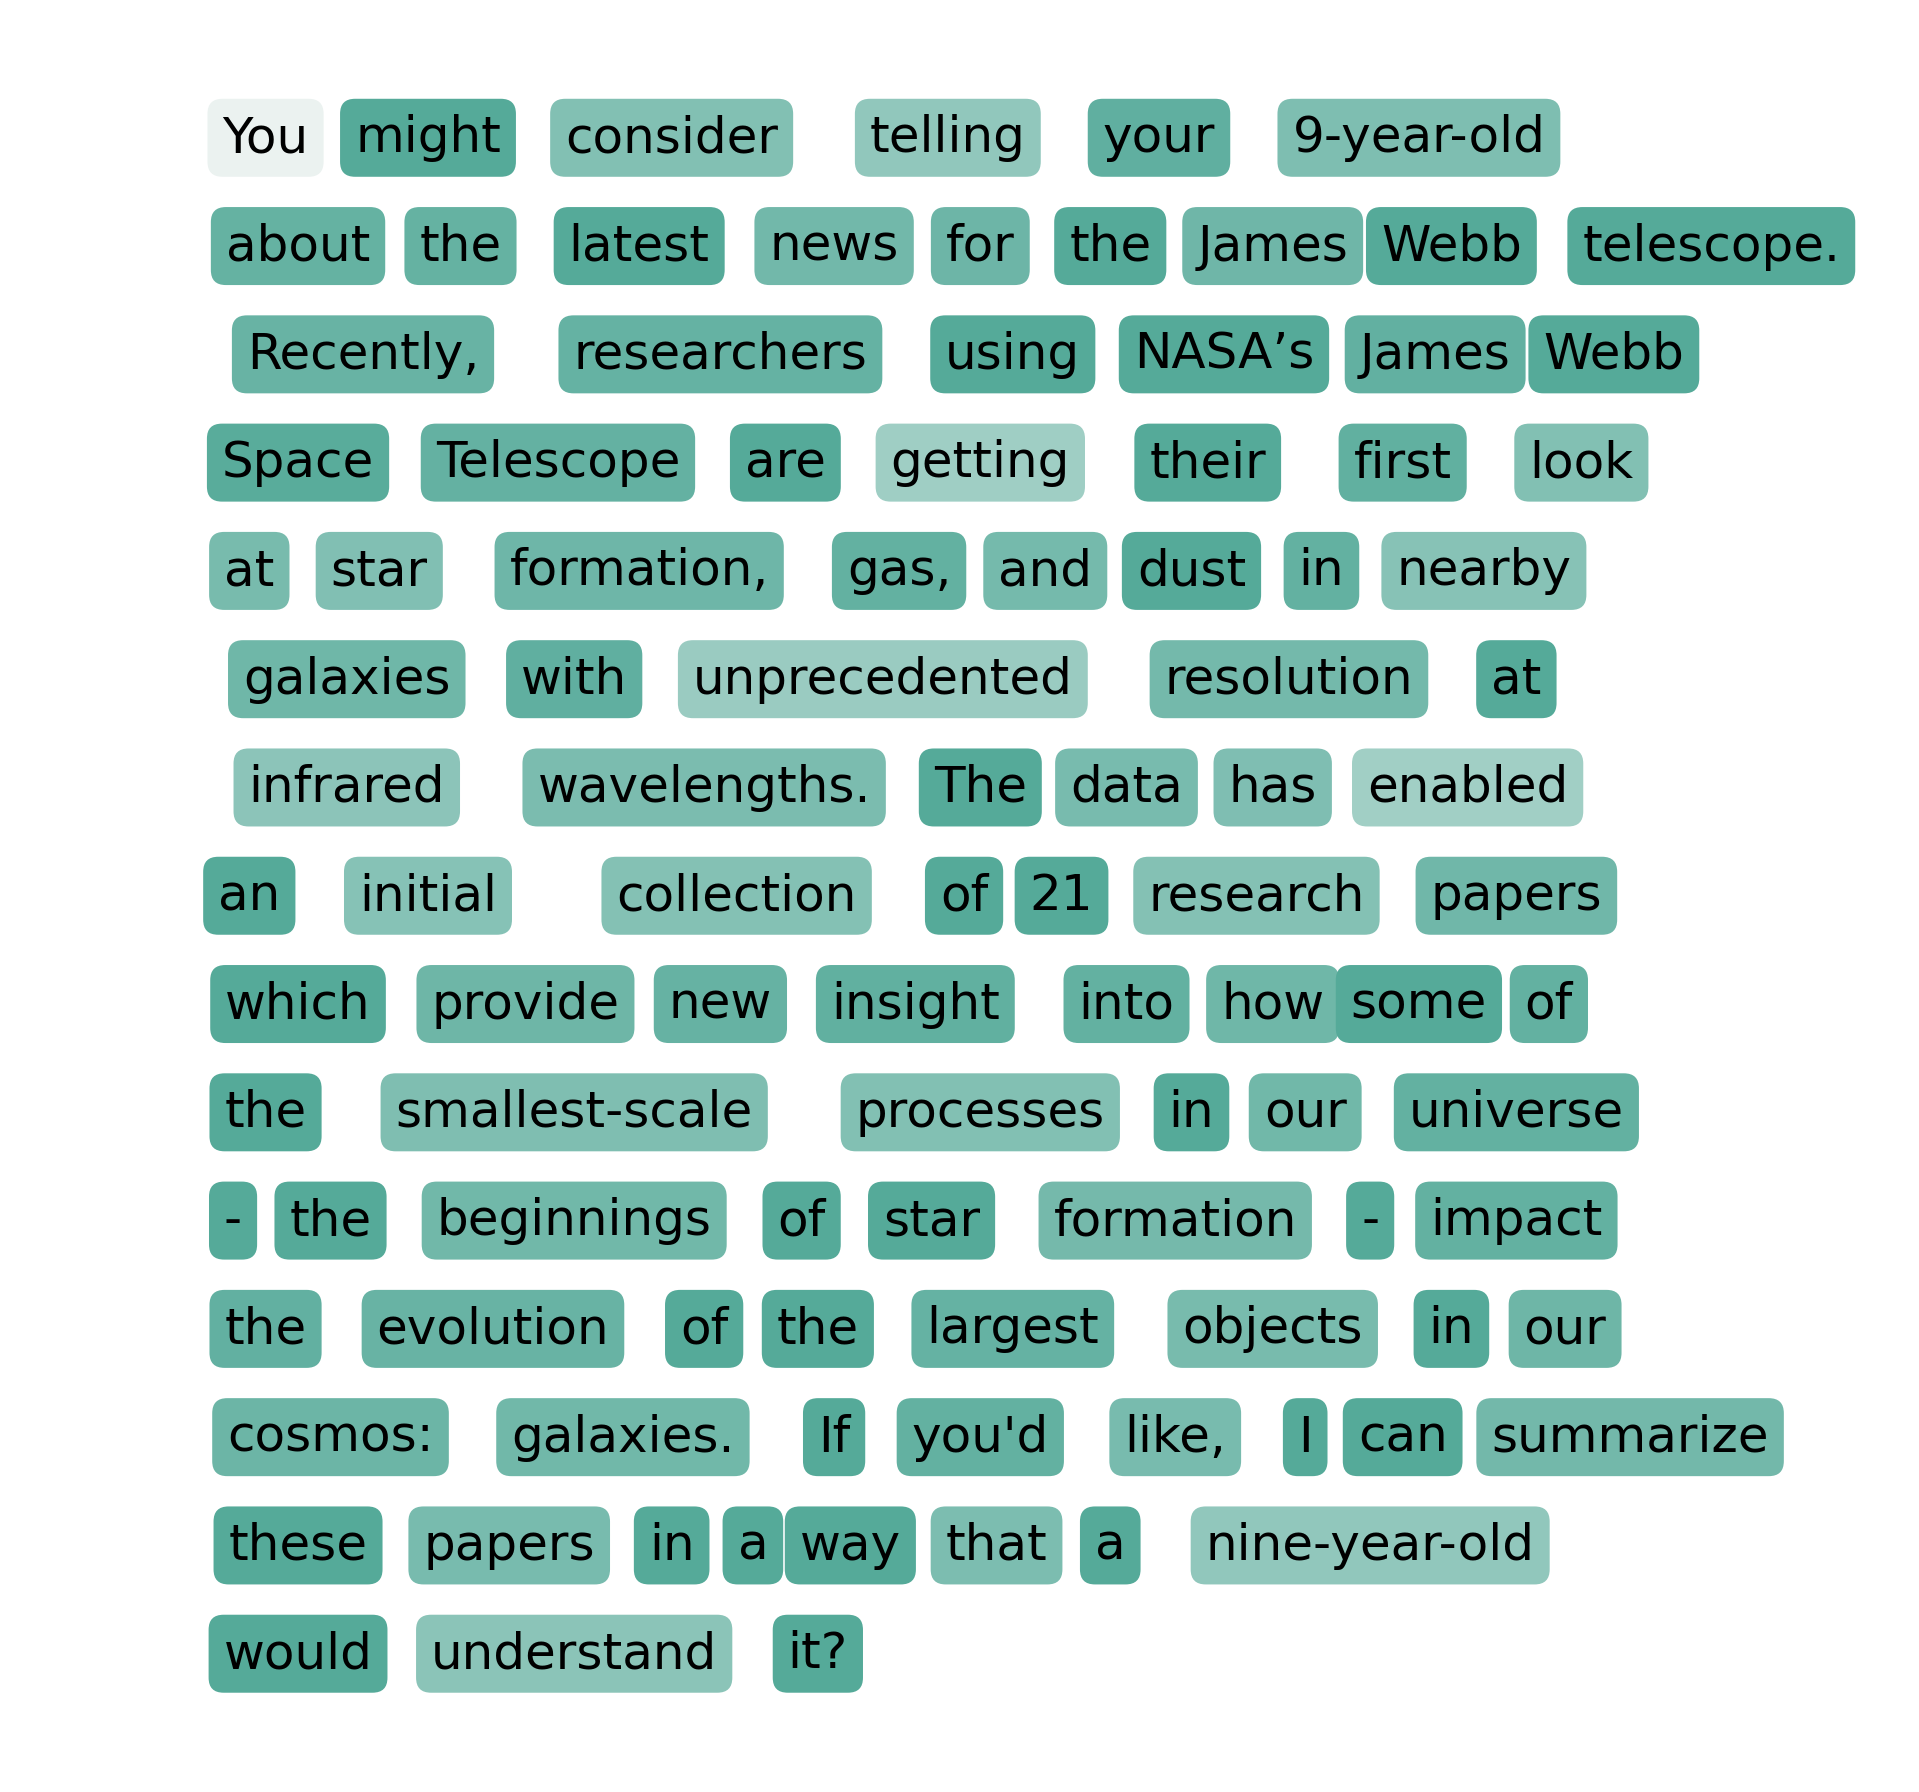 You might consider telling your 9-year-old
about the latest news for the James Webb telescope.
Recently, researchers using NASA’s James Webb
Space Telescope are getting their first look
at star formation, gas, and dust in nearby
galaxies with unprecedented resolution at
infrared wavelengths. The data has enabled
an initial collection of 21 research papers
which provide new insight into how some of
the smallest-scale processes in our universe
- the beginnings of star formation - impact
the evolution of the largest objects in our
cosmos: galaxies. If you'd like, I can summarize
these papers in a way that a nine-year-old
would understand it?